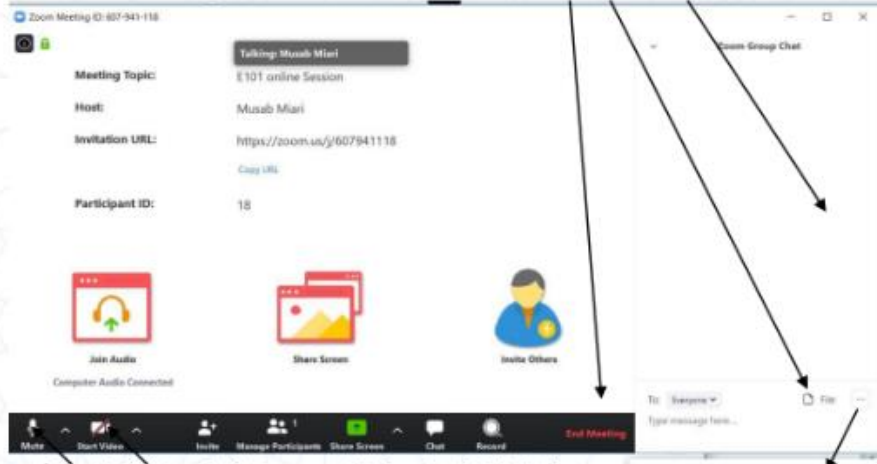 Zoom Meeting ID: 607-941-118
Talking: Musab Miari
Meeting Topic: E101 online Session
Host: Musab Miari
Invitation URL: https://zoom.us/j/607941118
Copy URL
Participant ID: 18
Join Audio Share Screen Invite Others
Computer Audio Connected
Mute Start Video Invite Manage Participants 1 Share Screen Chat Record End Meeting
Zoom Group Chat
To: Everyone File ...
Type message here...